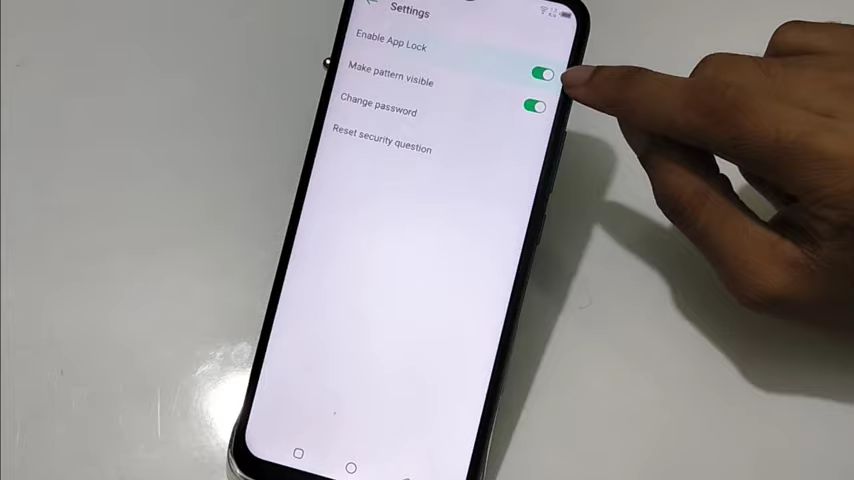 Settings
Enable App Lock
Make pattern visible
Change password
Reset security question